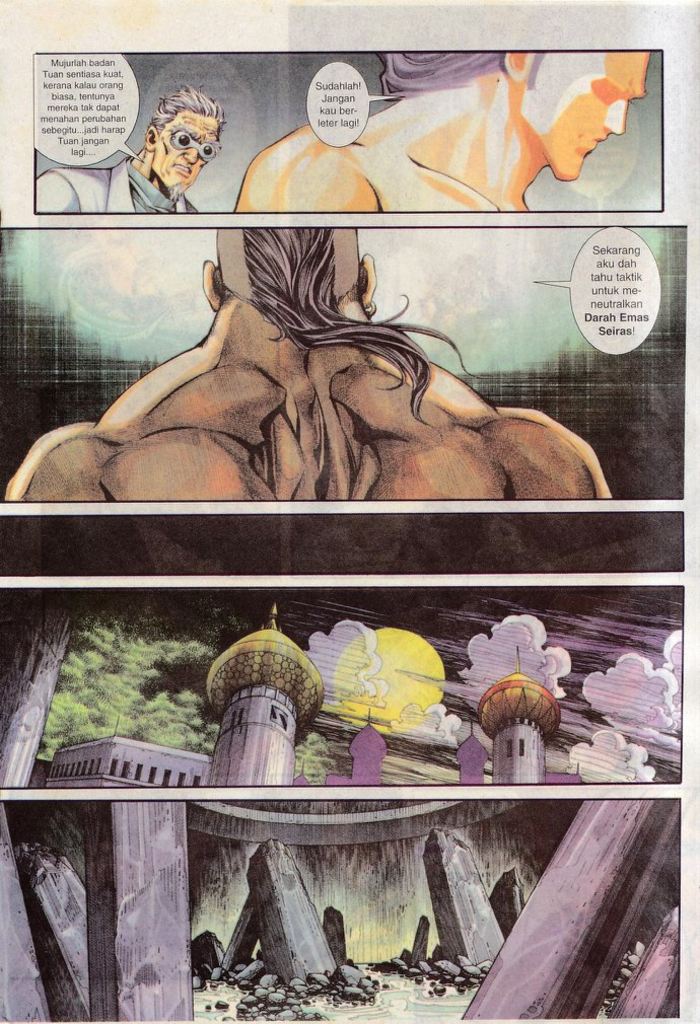 Mujurlah badan
Tuan sentiasa kuat,
kerana kalau orang
biasa, tentunya
mereka tak dapat
menahan perubahan
sebegitu...jadi harap
Tuan jangan
lagi....
Sudahlah!
Jangan
kau ber-
leter lagi!
Sekarang
aku dah
tahu taktik
untuk me-
neutralkan
Darah Emas
Seiras!